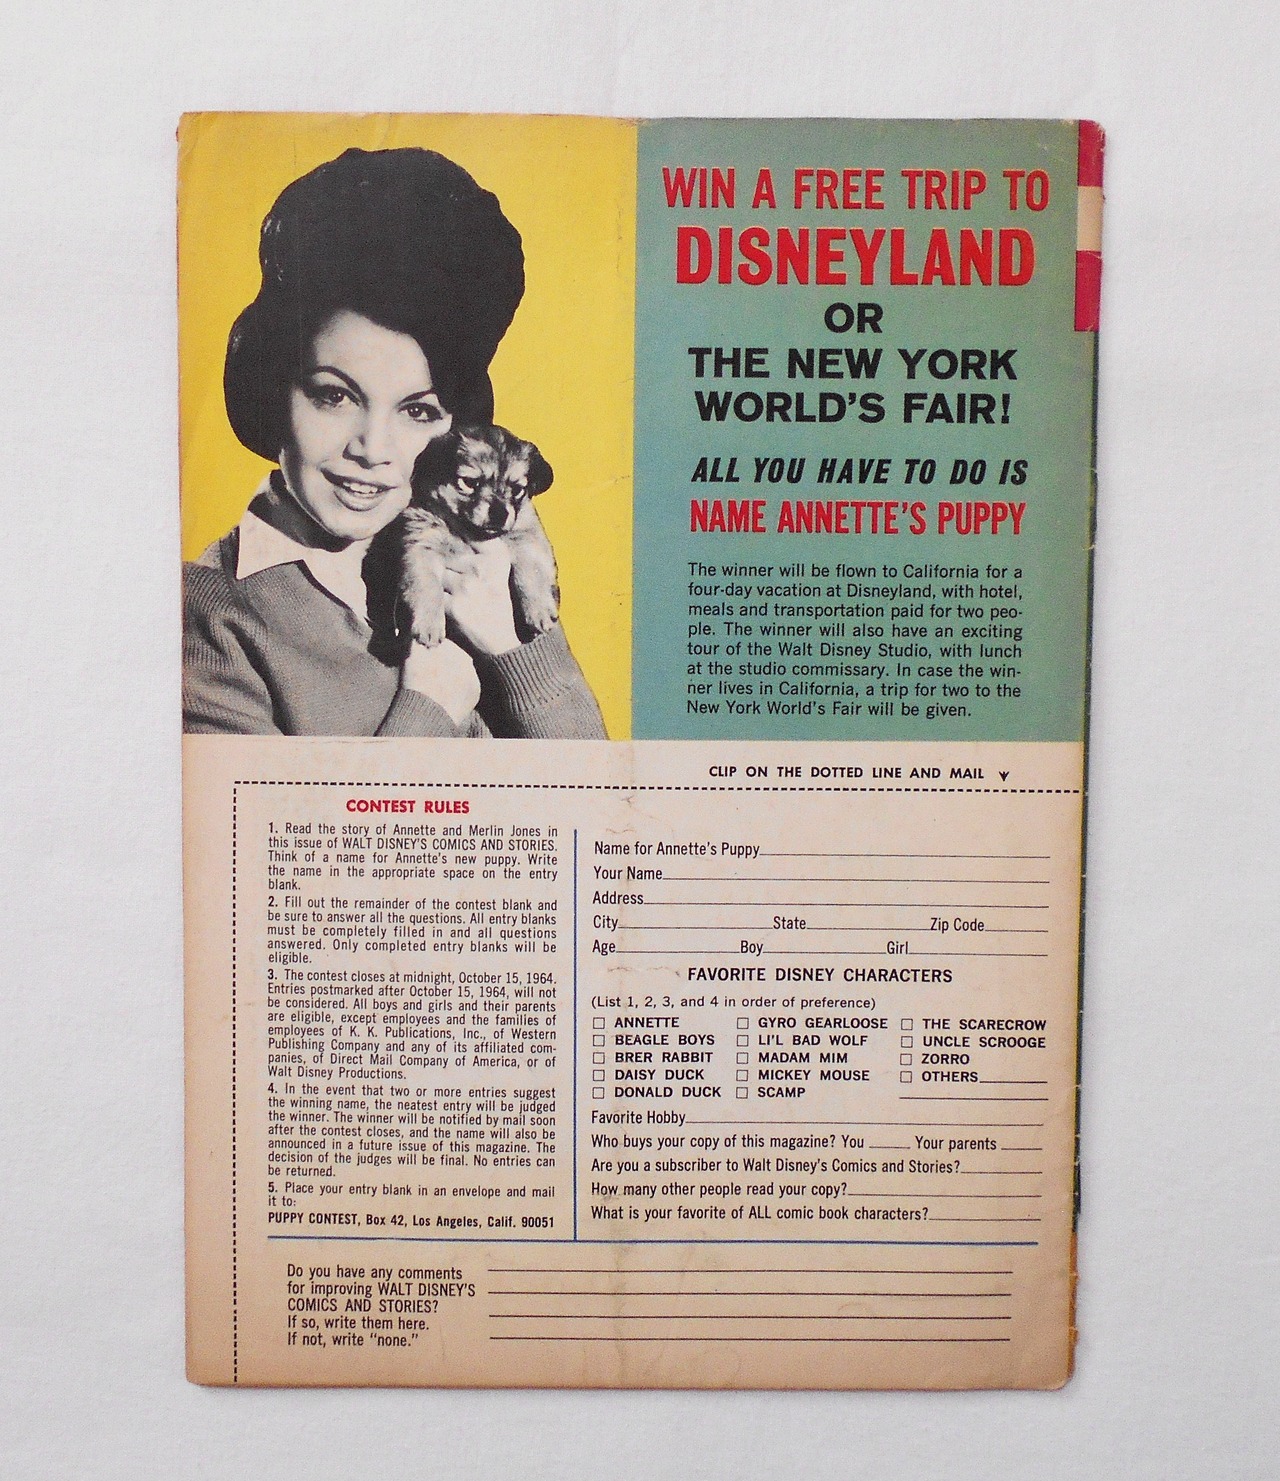 WIN A FREE TRIP TO
DISNEYLAND
OR
THE NEW YORK
WORLD'S FAIR!
ALL YOU HAVE TO DO IS
NAME ANNETTE'S PUPPY
The winner will be flown to California for a
four-day vacation at Disneyland, with hotel,
meals and transportation paid for two peo-
ple. The winner will also have an exciting
tour of the Walt Disney Studio, with lunch
at the studio commissary. In case the win-
ner lives in California, a trip for two to the
New York World's Fair will be given.
CLIP ON THE DOTTED LINE AND MAIL
CONTEST RULES
1. Read the story of Annette and Merlin Jones in
this issue of WALT DISNEY'S COMICS AND STORIES.
Think of a name for Annette's new puppy. Write
the name in the appropriate space on the entry
blank.
2. Fill out the remainder of the contest blank and
be sure to answer all the questions. All entry blanks
must be completely filled in and all questions
answered. Only completed entry blanks will be
eligible.
3. The contest closes at midnight, October 15, 1964.
Entries postmarked after October 15, 1964, will not
be considered. All boys and girls and their parents
are eligible, except employees and the families of
employees of K. K. Publications, Inc., of Western
Publishing Company and any of its affiliated com-
panies, of Direct Mail Company of America, or of
Walt Disney Productions.
4. In the event that two or more entries suggest
the winning name, the neatest entry will be judged
the winner. The winner will be notified by mail soon
after the contest closes, and the name will also be
announced in a future issue of this magazine. The
decision of the judges will be final. No entries can
be returned.
5. Place your entry blank in an envelope and mail
it to:
PUPPY CONTEST, Box 42, Los Angeles, Calif. 90051
Name for Annette's Puppy
Your Name
Address
City State Zip Code
Age Boy Girl
FAVORITE DISNEY CHARACTERS
(List 1, 2, 3, and 4 in order of preference)
ANNETTE GYRO GEARLOOSE THE SCARECROW
BEAGLE BOYS LI'L BAD WOLF UNCLE SCROOGE
BRER RABBIT MADAM MIM ZORRO
DAISY DUCK MICKEY MOUSE OTHERS
DONALD DUCK SCAMP
Favorite Hobby
Who buys your copy of this magazine? You Your parents
Are you a subscriber to Walt Disney's Comics and Stories?
How many other people read your copy?
What is your favorite of ALL comic book characters?
Do you have any comments
for improving WALT DISNEY'S
COMICS AND STORIES?
If so, write them here.
If not, write "none."